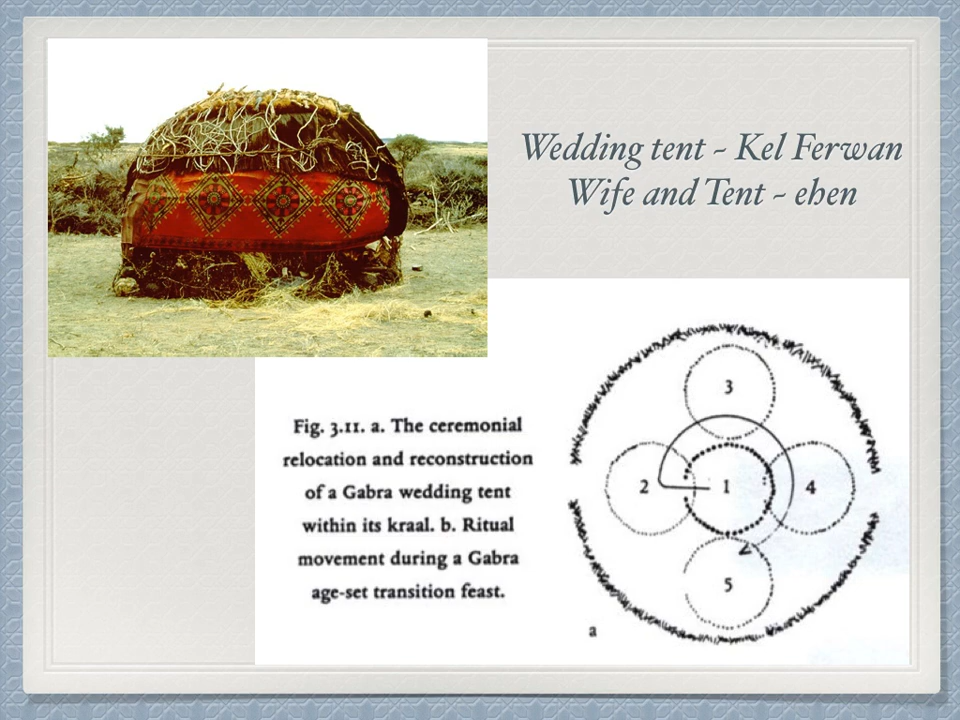 Wedding tent - Kel Ferwan
Wife and Tent - ehen
Fig. 3.11. a. The ceremonial
relocation and reconstruction
of a Gabra wedding tent
within its kraal. b. Ritual
movement during a Gabra
age-set transition feast.
3
2
1
4
5
a